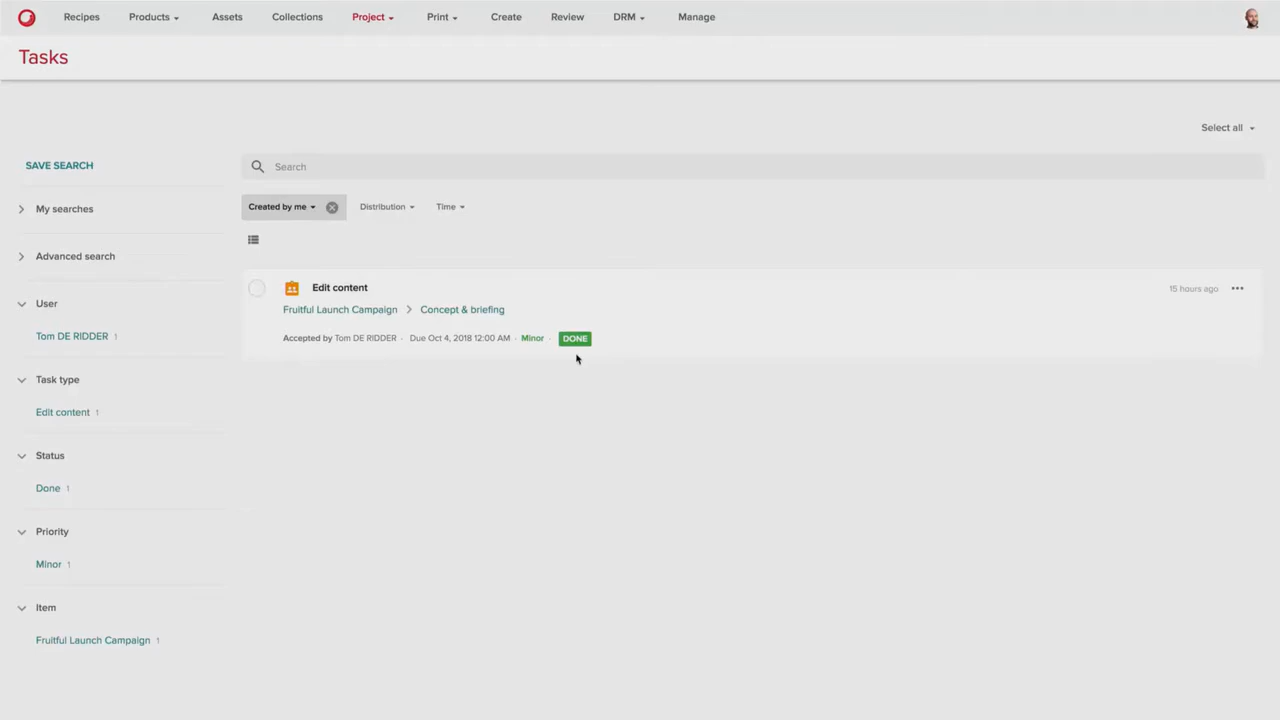 Recipes Products Assets Collections Project Print Create Review DRM Manage
Tasks
Select all
SAVE SEARCH
Search
My searches
Created by me Distribution Time
Advanced search
User
Tom DE RIDDER 1
Task type
Edit content 1
Status
Done 1
Priority
Minor 1
Item
Fruitful Launch Campaign 1
Edit content
15 hours ago
Fruitful Launch Campaign > Concept & briefing
Accepted by Tom DE RIDDER · Due Oct 4, 2018 12:00 AM · Minor · DONE